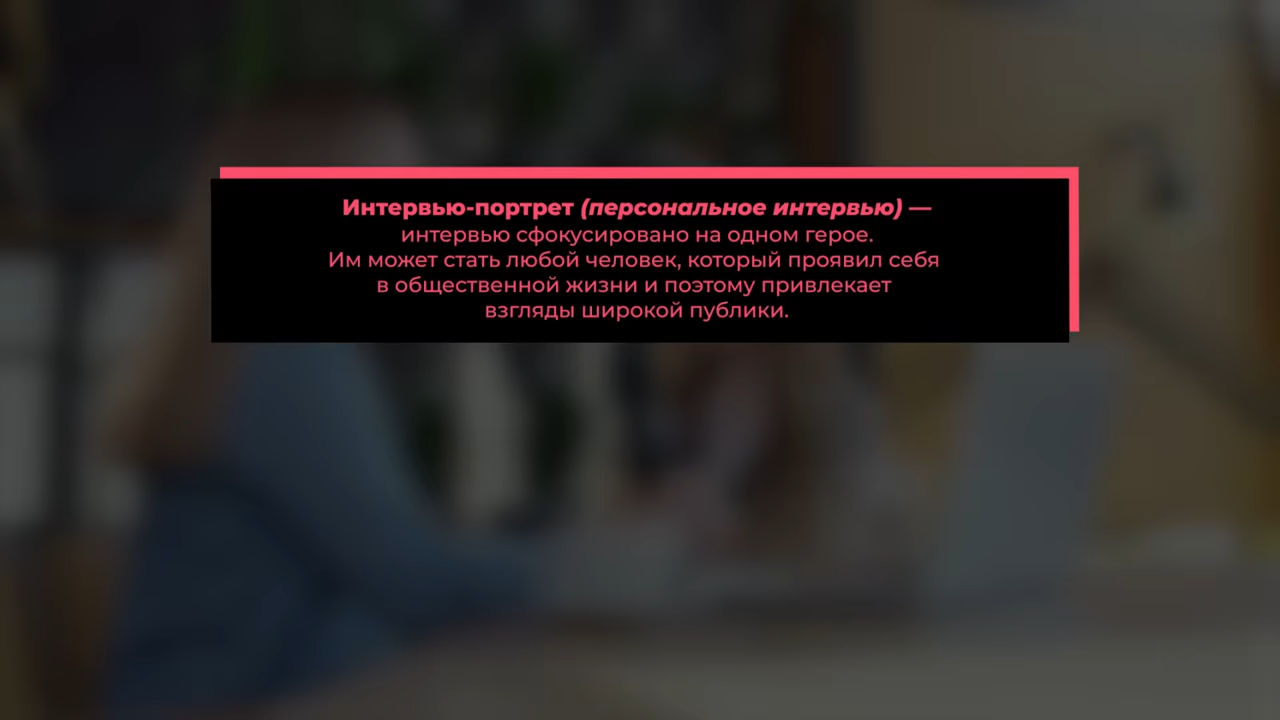 Интервью-портрет (персональное интервью) —
интервью сфокусировано на одном герое.
Им может стать любой человек, который проявил себя
в общественной жизни и поэтому привлекает
взгляды широкой публики.